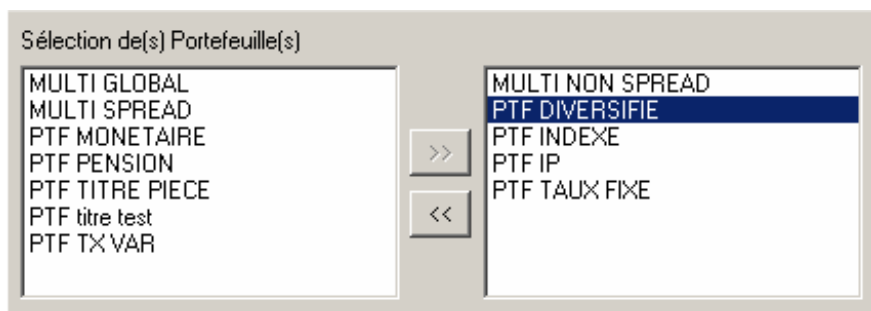 Sélection de(s) Portefeuille(s)
MULTI GLOBAL
MULTI SPREAD
PTF MONETAIRE
PTF PENSION
PTF TITRE PIECE
PTF titre test
PTF TX VAR
>>
<<
MULTI NON SPREAD
PTF DIVERSIFIE
PTF INDEXE
PTF IP
PTF TAUX FIXE